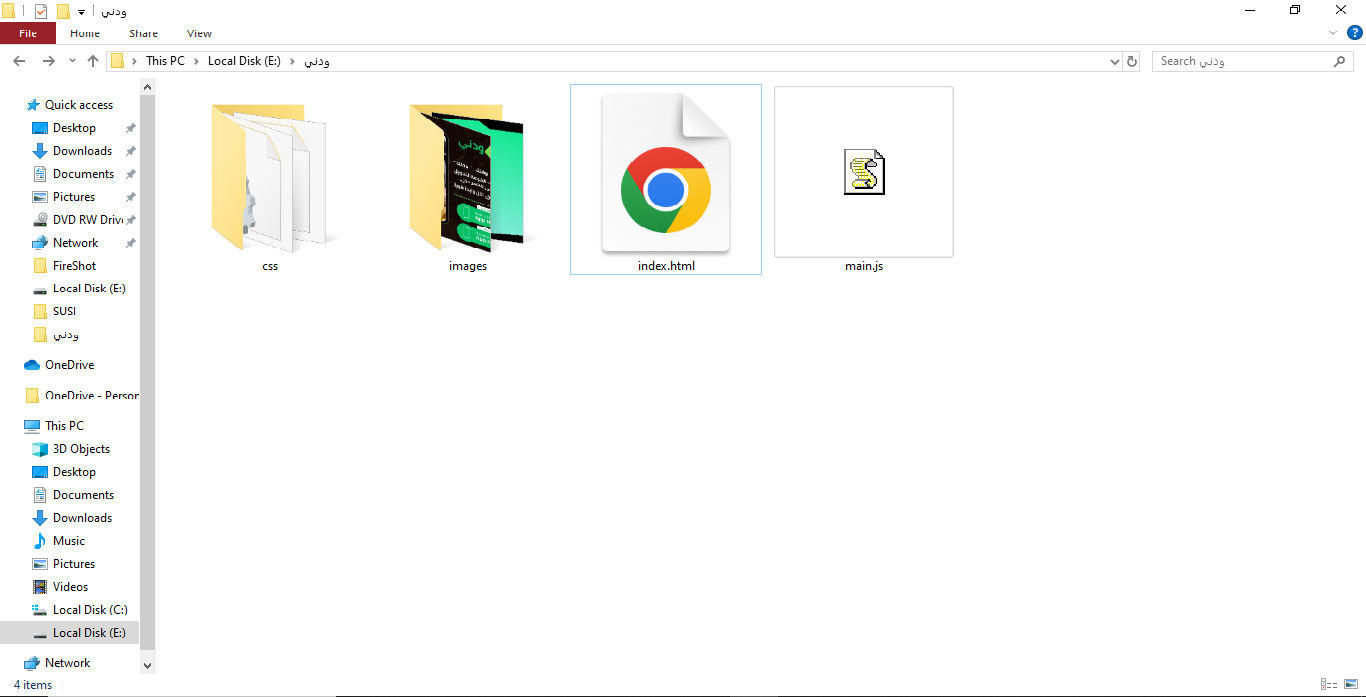 ودني
File Home Share View
This PC Local Disk (E:) ودني Search ودني
Quick access
Desktop
Downloads
Documents
Pictures
DVD RW Driv
Network
FireShot
Local Disk (E:)
SUSI
ودني
OneDrive
OneDrive - Person
This PC
3D Objects
Desktop
Documents
Downloads
Music
Pictures
Videos
Local Disk (C:)
Local Disk (E:)
Network
ودني
css images index.html main.js
4 items